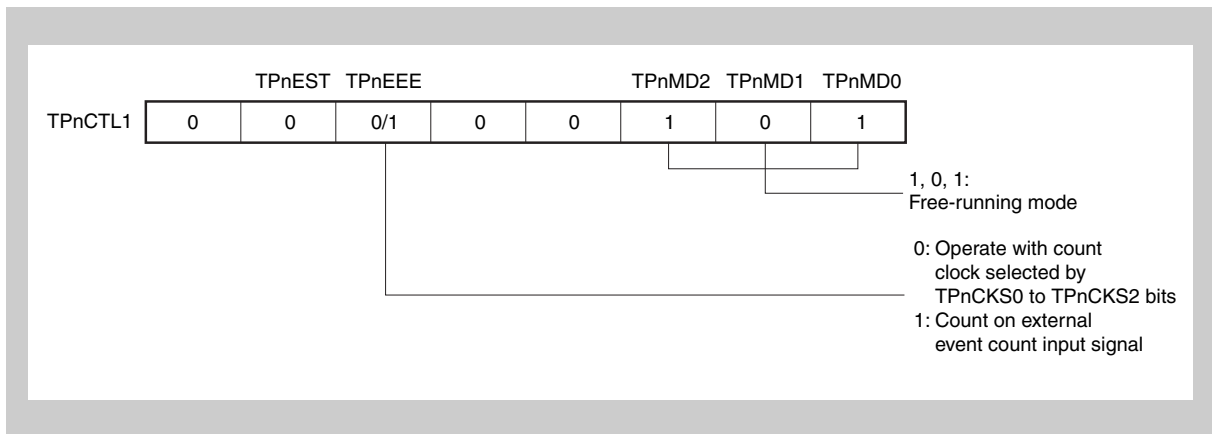 TPnEST TPnEEE TPnMD2 TPnMD1 TPnMD0
TPnCTL1 0 0 0/1 0 0 1 0 1
1, 0, 1:
Free-running mode
0: Operate with count
clock selected by
TPnCKS0 to TPnCKS2 bits
1: Count on external
event count input signal